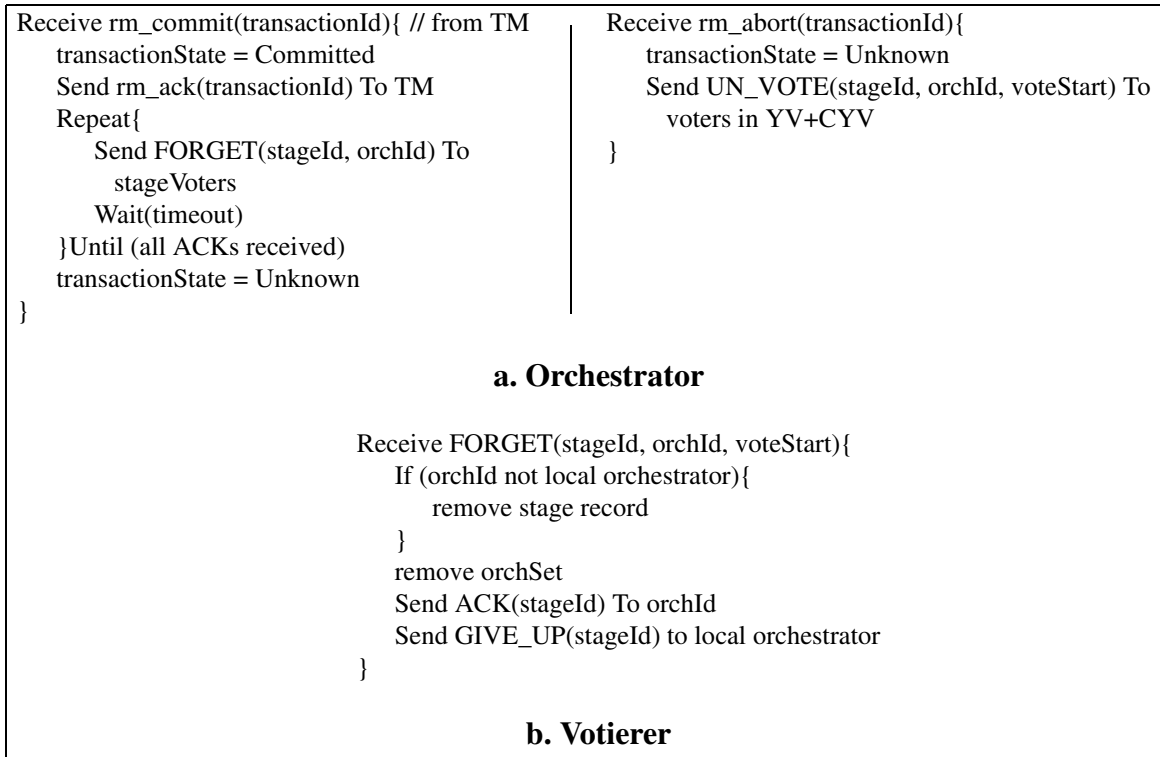 Receive rm_commit(transactionId){ // from TM
transactionState = Committed
Send rm_ack(transactionId) To TM
Repeat{
Send FORGET(stageId, orchId) To
stageVoters
Wait(timeout)
}Until (all ACKs received)
transactionState = Unknown
}
Receive rm_abort(transactionId){
transactionState = Unknown
Send UN_VOTE(stageId, orchId, voteStart) To
voters in YV+CYV
}
a. Orchestrator
Receive FORGET(stageId, orchId, voteStart){
If (orchId not local orchestrator){
remove stage record
}
remove orchSet
Send ACK(stageId) To orchId
Send GIVE_UP(stageId) to local orchestrator
}
b. Votierer